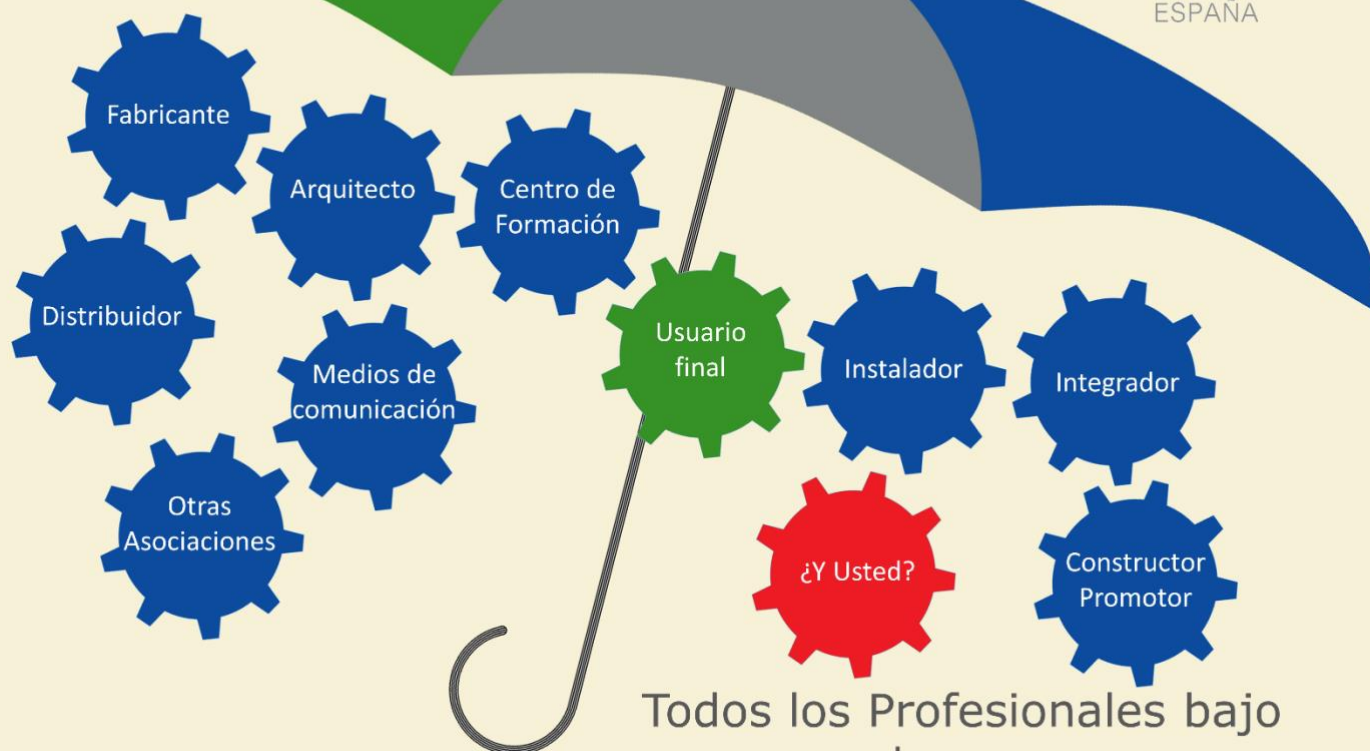 ESPAÑA
Fabricante
Arquitecto
Centro de
Formación
Distribuidor
Medios de
comunicación
Usuario
final
Instalador
Integrador
Otras
Asociaciones
¿Y Usted?
Constructor
Promotor
Todos los Profesionales bajo